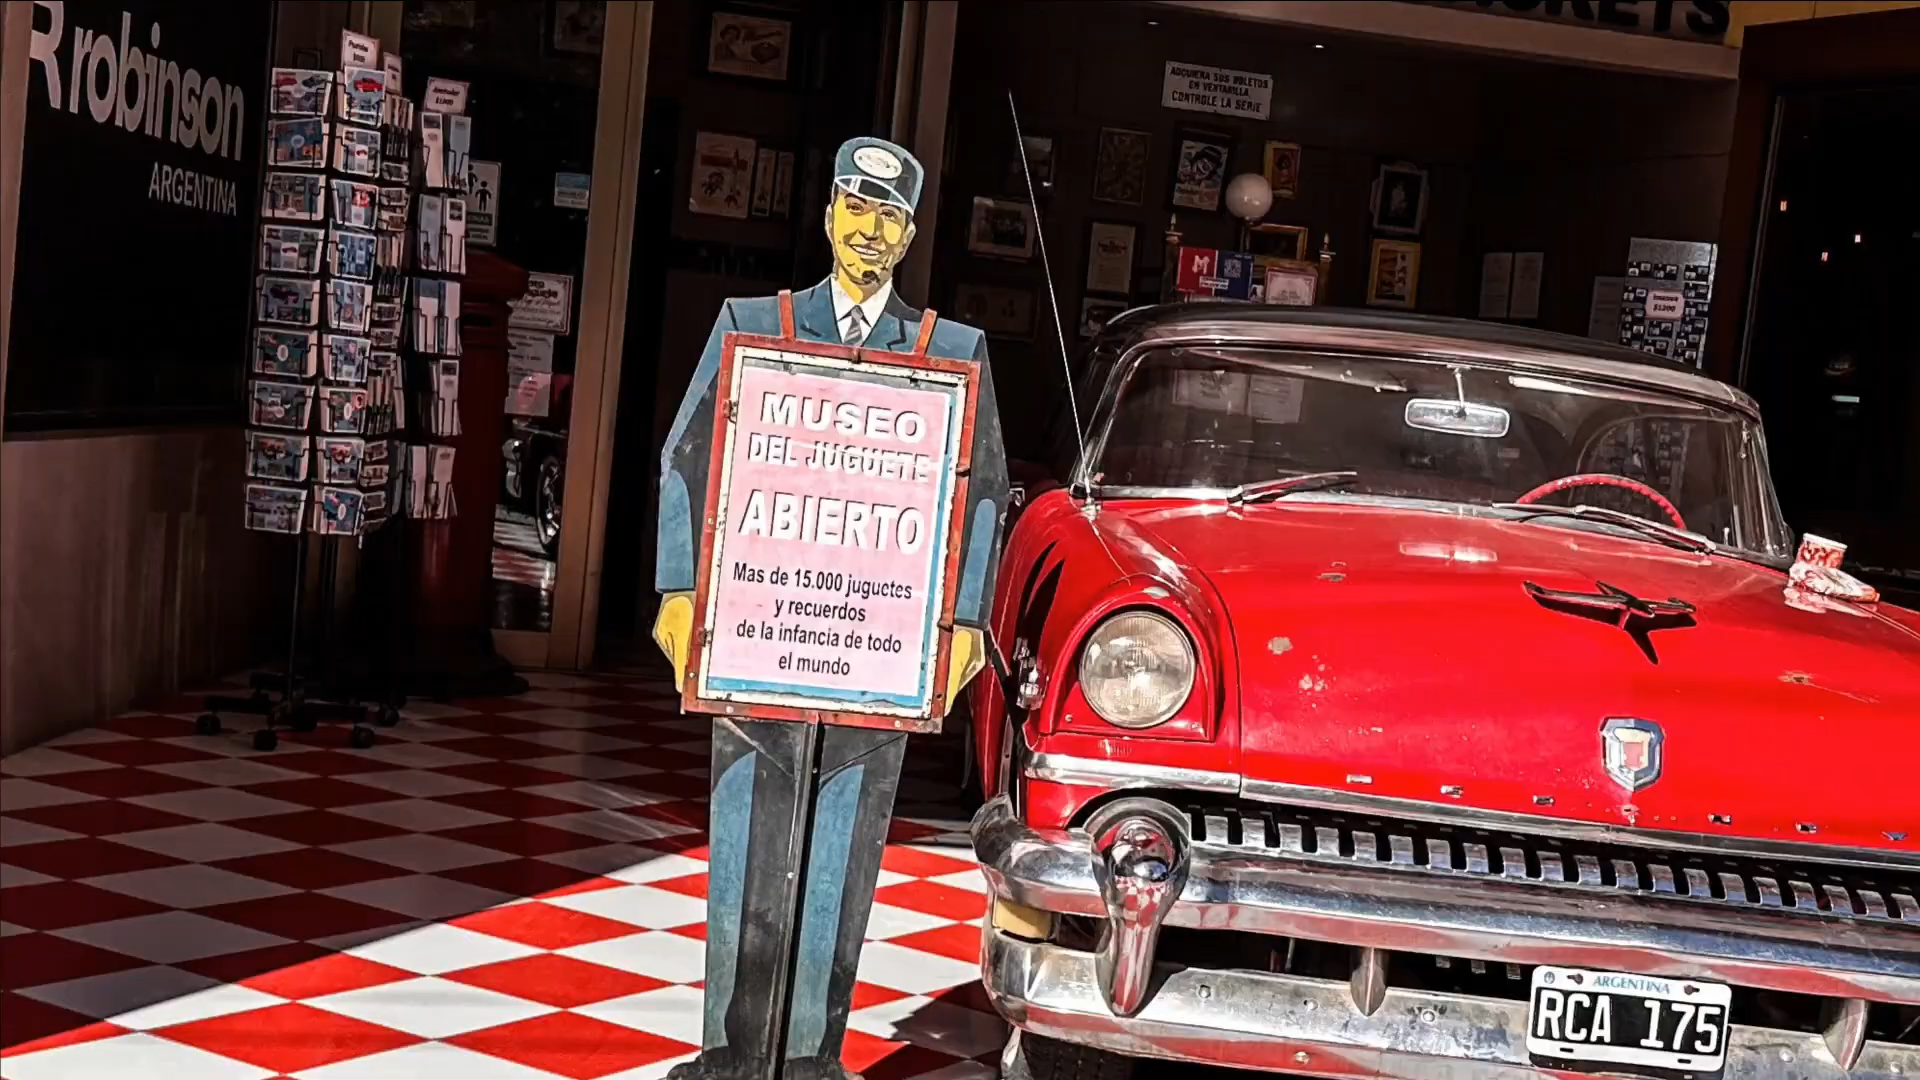 R robinson
ARGENTINA
ADQUIERA SUS BOLETOS
EN VENTANILLA
CONTROLE LA SERIE
MUSEO
DEL JUGUETE
ABIERTO
Mas de 15.000 juguetes
y recuerdos
de la infancia de todo
el mundo
ARGENTINA
RCA 175